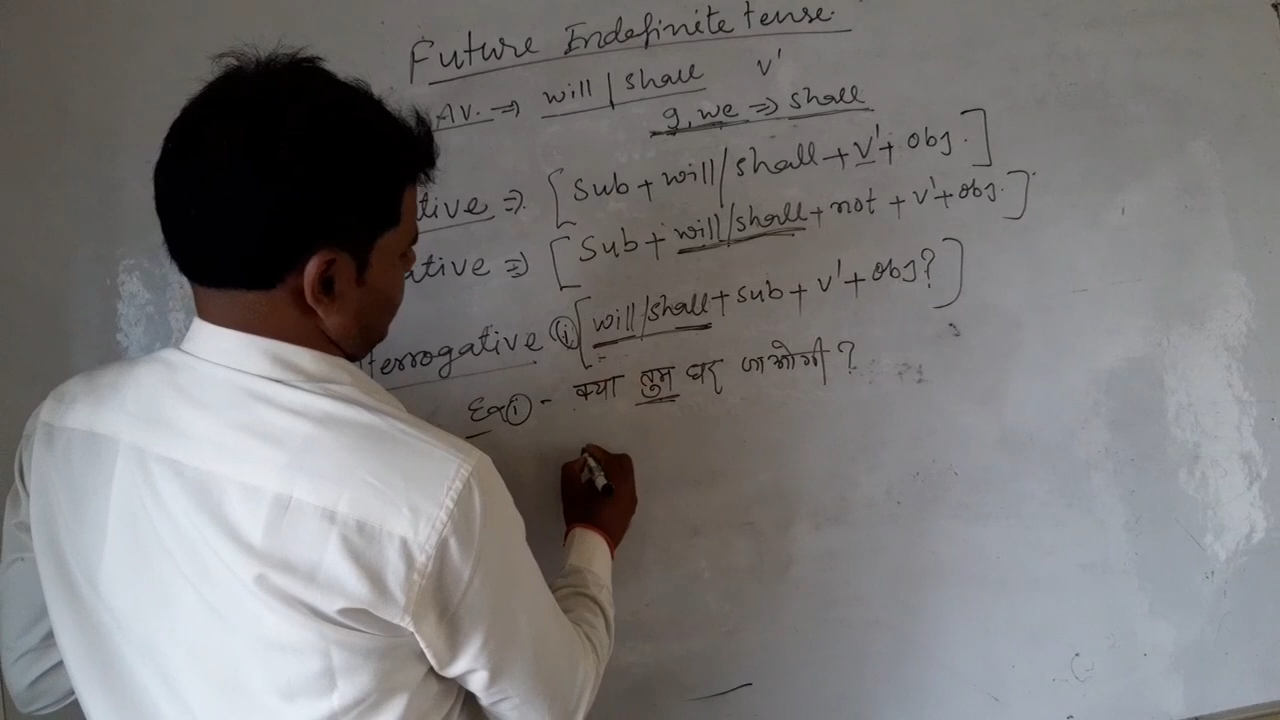 Future Indefinite tense.
AV. ⇒ will / shall V¹
I, we ⇒ shall
tive ⇒ [Sub + will / shall + V¹ + obj.]
ative ⇒ [Sub + will/shall + not + V¹ + obj.]
terrogative (i) [will/shall + sub + V¹ + obj?]
Ex (i) - क्या तुम घर जाओगी ?